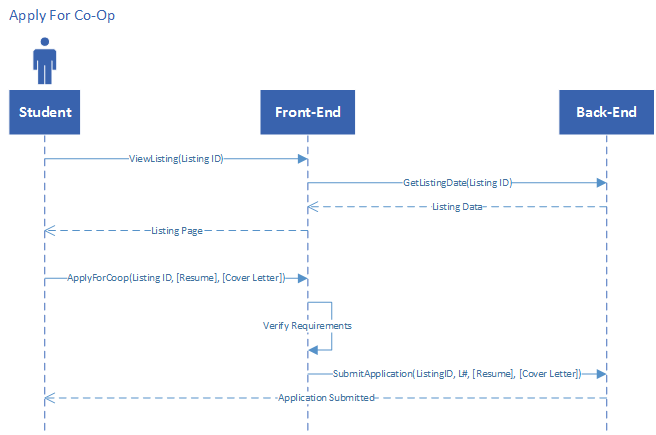 Apply For Co-Op
Student
Front-End
Back-End
ViewListing(Listing ID)
GetListingDate(Listing ID)
Listing Data
Listing Page
ApplyForCoop(Listing ID, [Resume], [Cover Letter])
Verify Requirements
SubmitApplication(ListingID, L#, [Resume], [Cover Letter])
Application Submitted